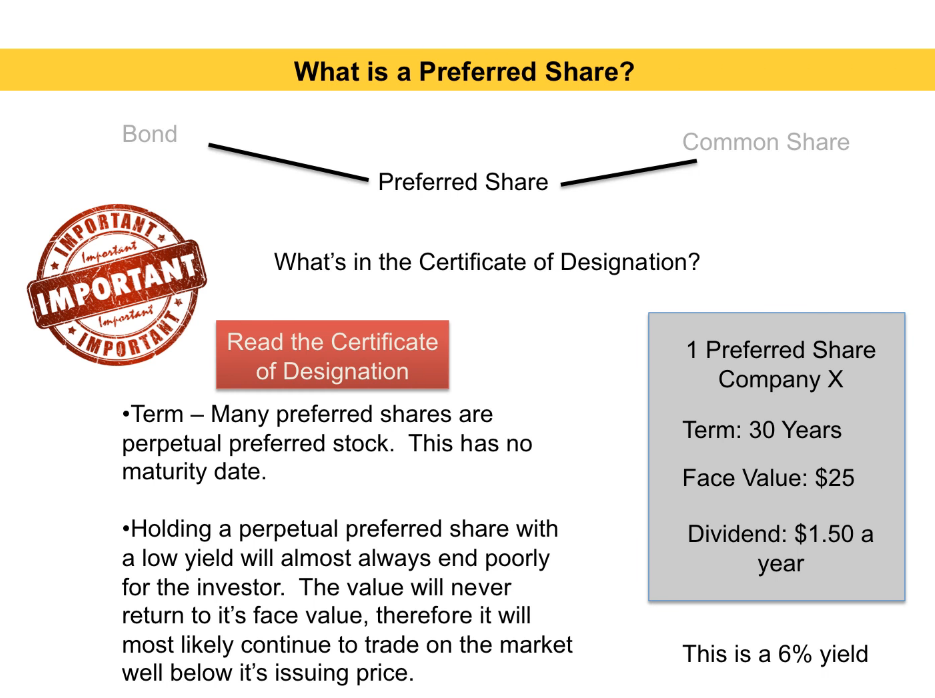 What is a Preferred Share?
Bond
Common Share
Preferred Share
IMPORTANT
Important
IMPORTANT
Important
IMPORTANT
What's in the Certificate of Designation?
Read the Certificate
of Designation
•Term – Many preferred shares are
perpetual preferred stock.  This has no
maturity date.
•Holding a perpetual preferred share with
a low yield will almost always end poorly
for the investor.  The value will never
return to it's face value, therefore it will
most likely continue to trade on the market
well below it's issuing price.
1 Preferred Share
Company X
Term: 30 Years
Face Value: $25
Dividend: $1.50 a
year
This is a 6% yield